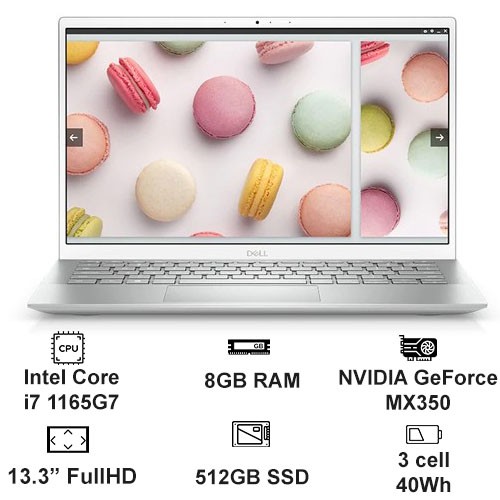 DELL
CPU
GB
Intel Core
i7 1165G7
8GB RAM
NVIDIA GeForce
MX350
13.3” FullHD
512GB SSD
3 cell
40Wh